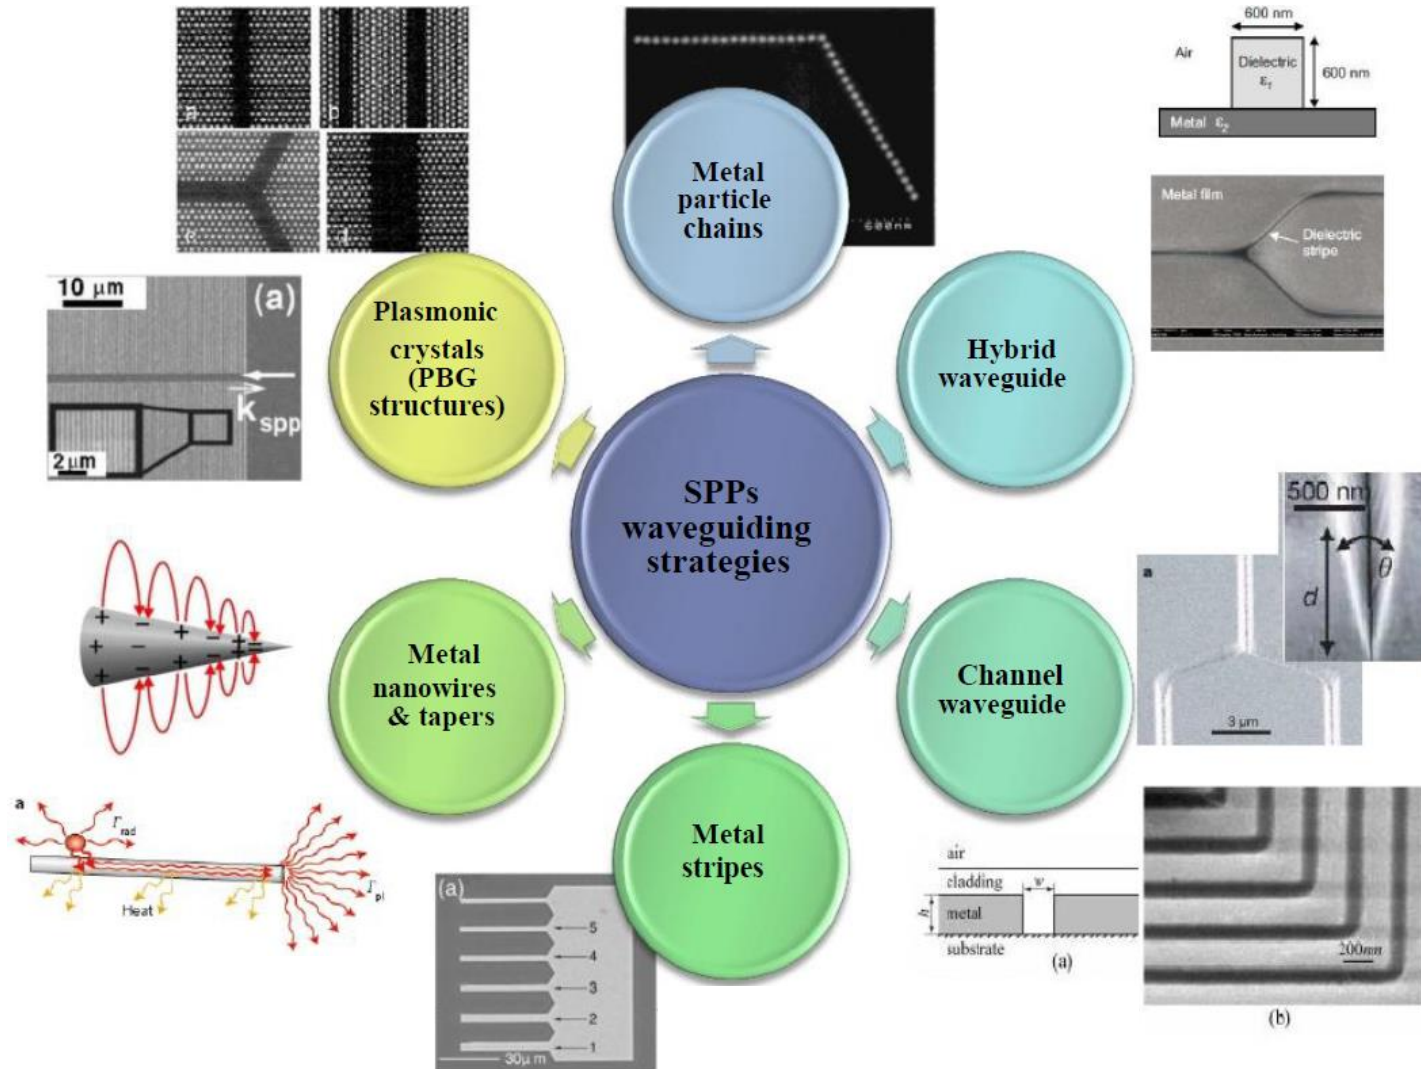 a
b
c
d
600nm
Metal
particle
chains
600 nm
Air
Dielectric
ε₁
600 nm
Metal ε₂
Metal film
Dielectric
stripe
10 μm
(a)
k spp
2 μm
Plasmonic
crystals
(PBG
structures)
Hybrid
waveguide
SPPs
waveguiding
strategies
500 nm
d
θ
a
3 μm
+ − + − + =
+ − + − +
+ − + − +
Metal
nanowires
& tapers
Channel
waveguide
a
Γrad
Γpl
Heat
Metal
stripes
(a)
5
4
3
2
1
30μm
air
cladding
w
h
metal
substrate
(a)
200nm
(b)